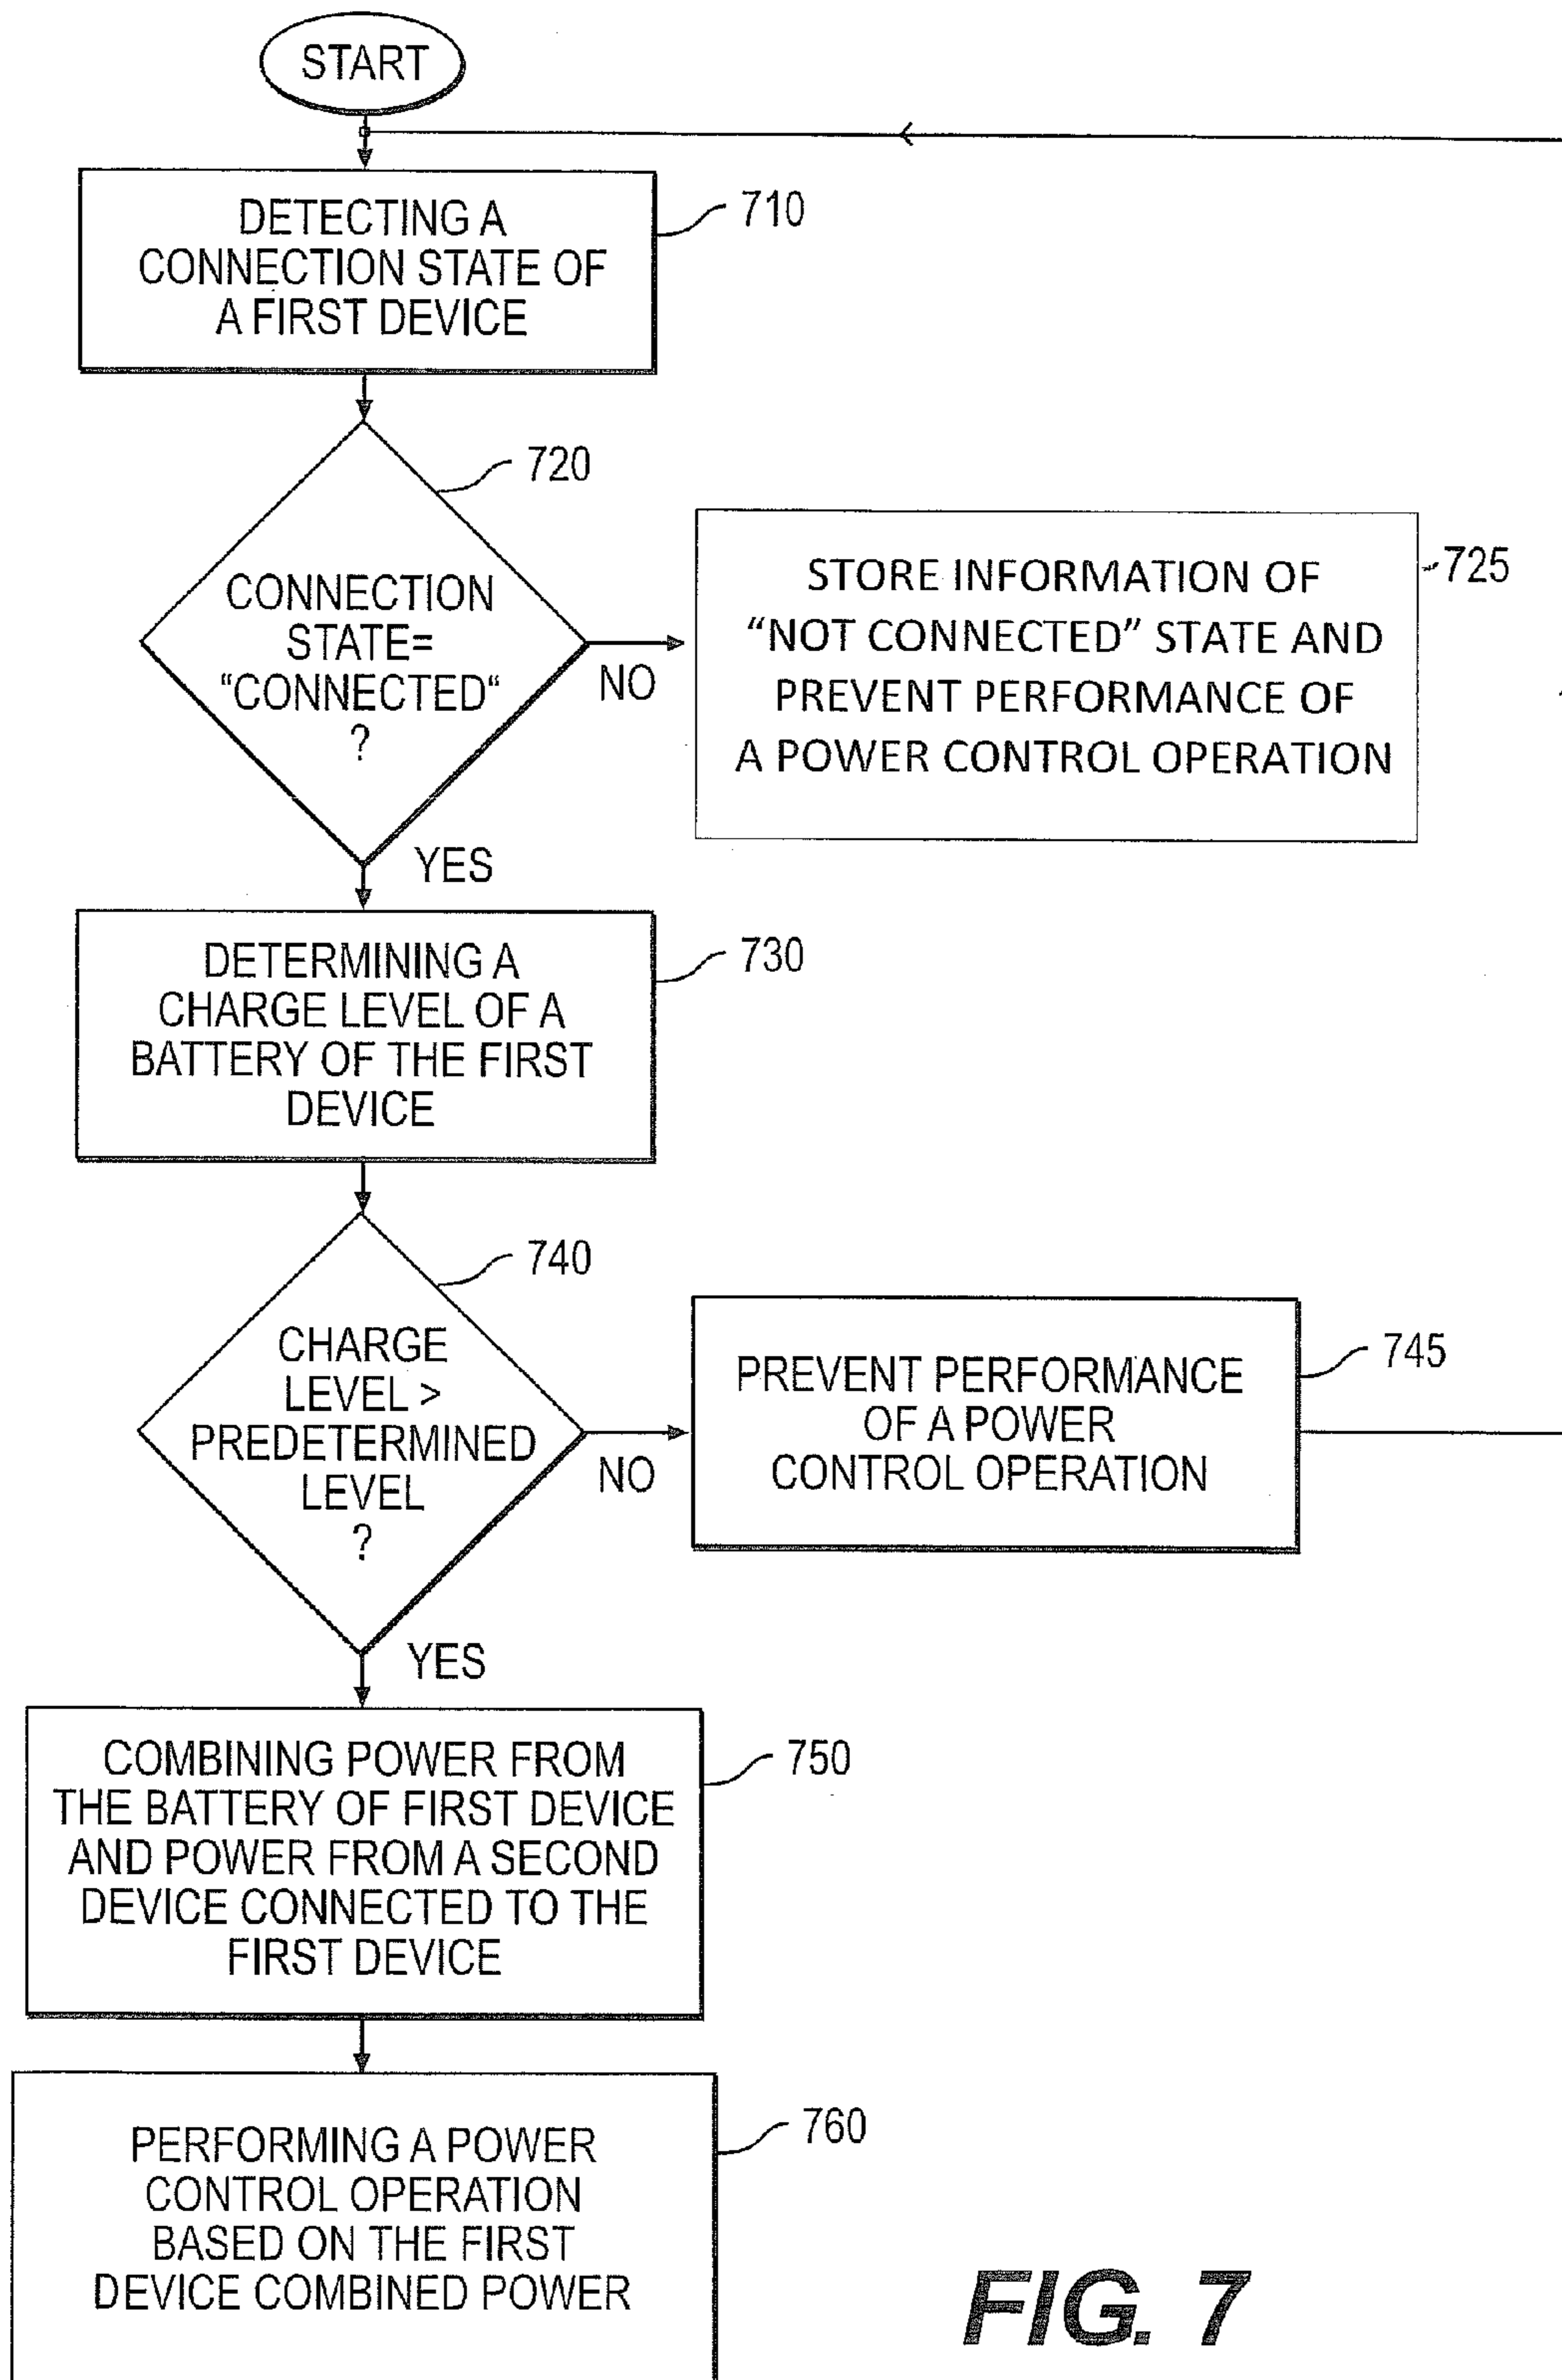 START
DETECTING A
CONNECTION STATE OF
A FIRST DEVICE
710
720
CONNECTION
STATE=
"CONNECTED"
?
NO
STORE INFORMATION OF
"NOT CONNECTED" STATE AND
PREVENT PERFORMANCE OF
A POWER CONTROL OPERATION
725
YES
DETERMINING A
CHARGE LEVEL OF A
BATTERY OF THE FIRST
DEVICE
730
740
CHARGE
LEVEL >
PREDETERMINED
LEVEL
?
NO
PREVENT PERFORMANCE
OF A POWER
CONTROL OPERATION
745
YES
COMBINING POWER FROM
THE BATTERY OF FIRST DEVICE
AND POWER FROM A SECOND
DEVICE CONNECTED TO THE
FIRST DEVICE
750
PERFORMING A POWER
CONTROL OPERATION
BASED ON THE FIRST
DEVICE COMBINED POWER
760
FIG. 7